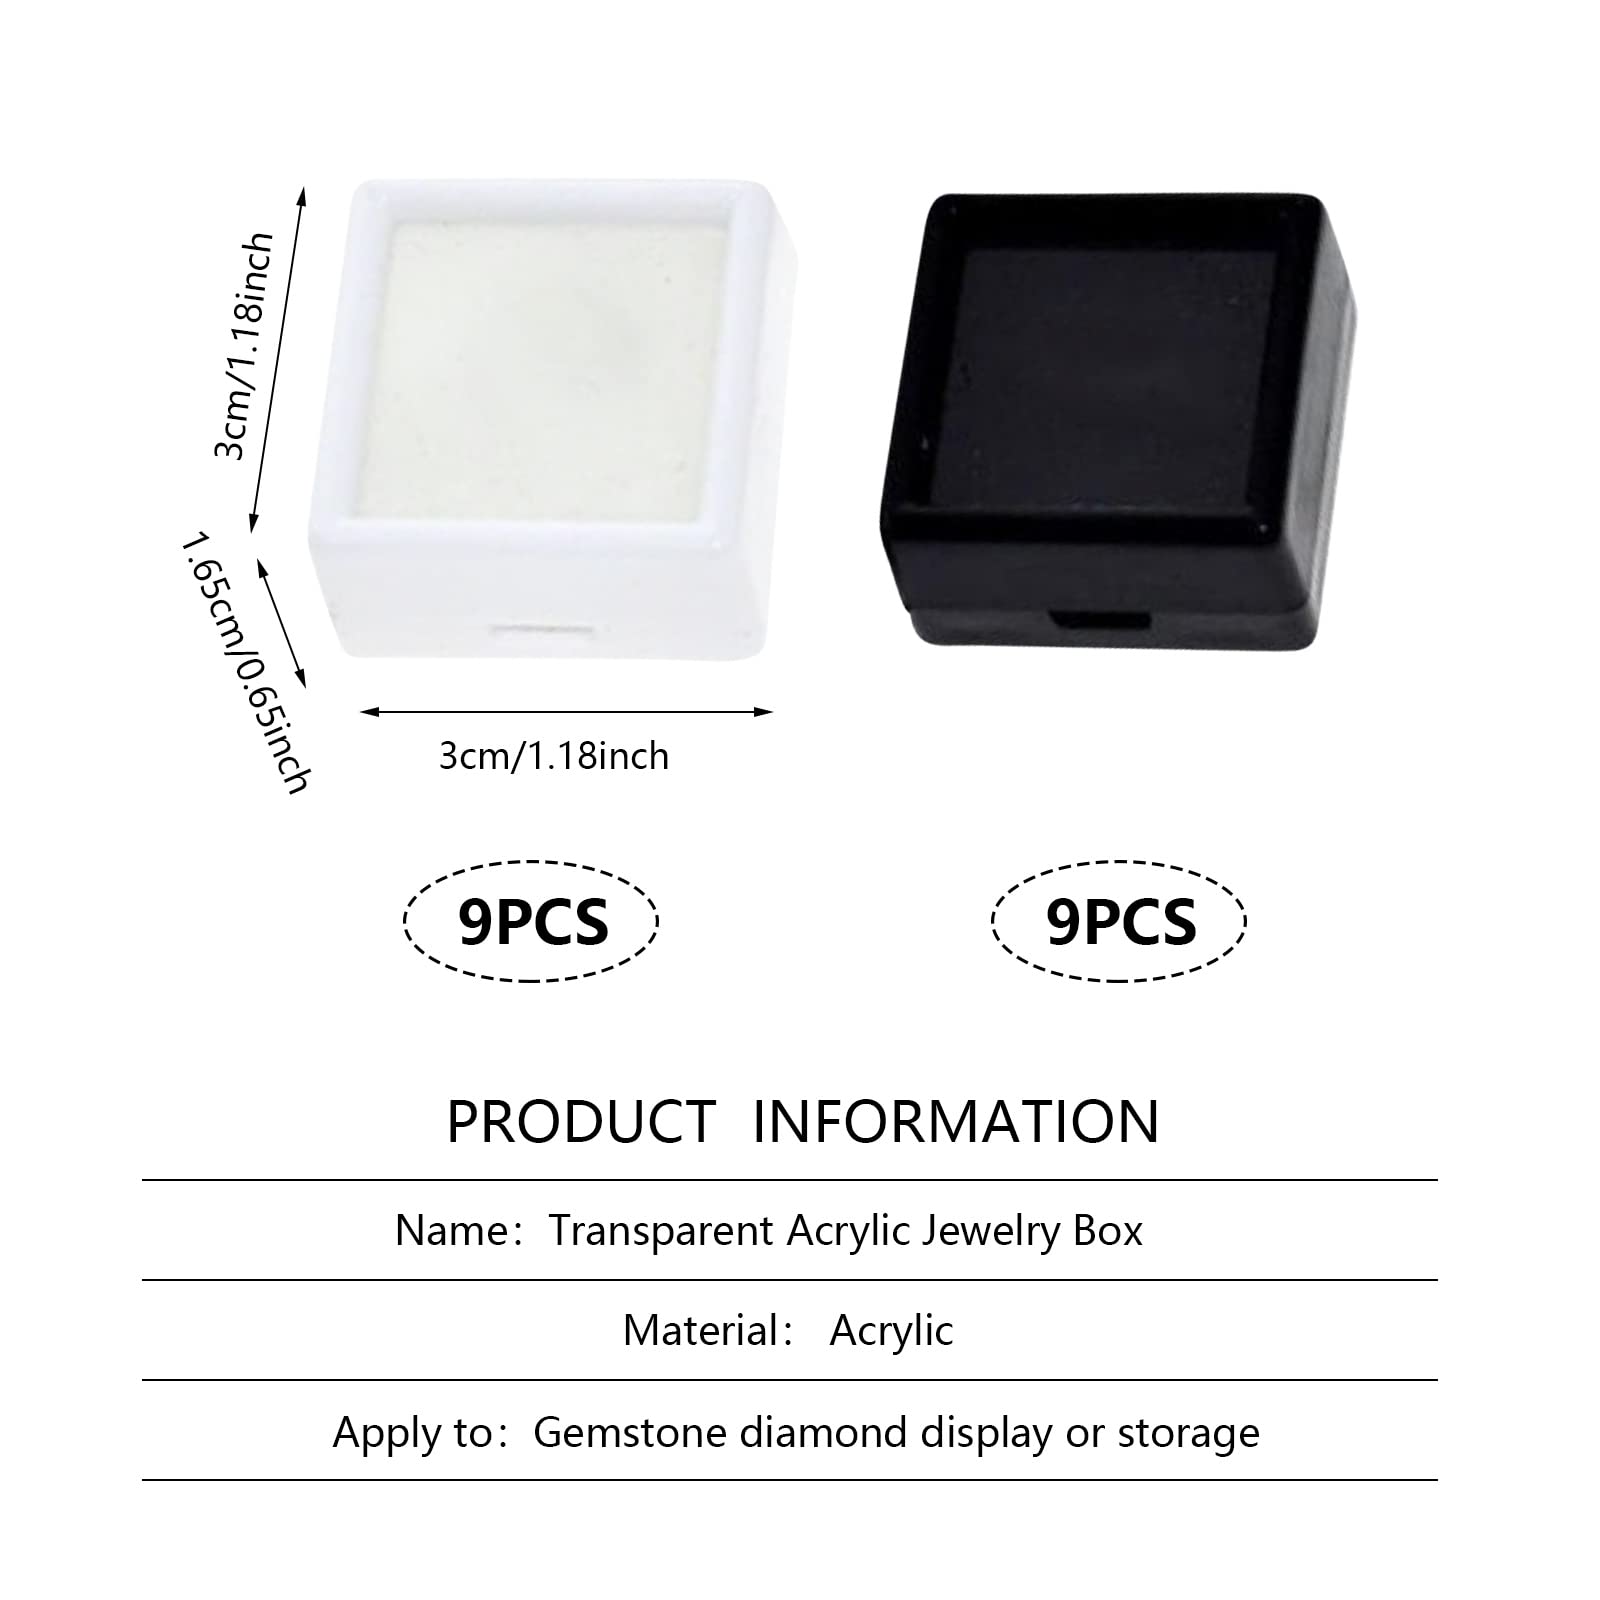 3cm/1.18inch
1.65cm/0.65inch
3cm/1.18inch
9PCS
9PCS
PRODUCT INFORMATION
Name: Transparent Acrylic Jewelry Box
Material: Acrylic
Apply to: Gemstone diamond display or storage